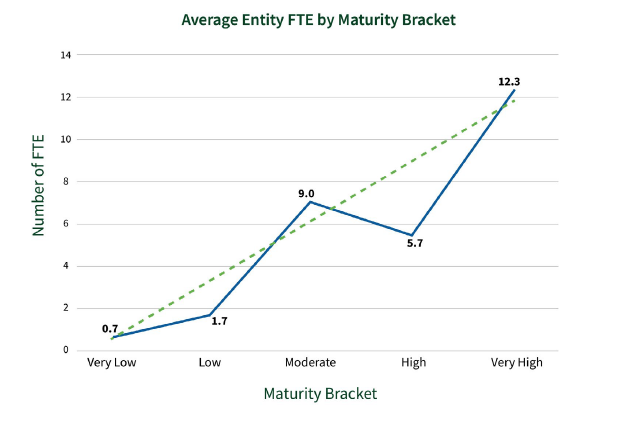 Average Entity FTE by Maturity Bracket
14
12
10
8
6
4
2
0
Number of FTE
0.7
1.7
9.0
5.7
12.3
Very Low
Low
Moderate
High
Very High
Maturity Bracket